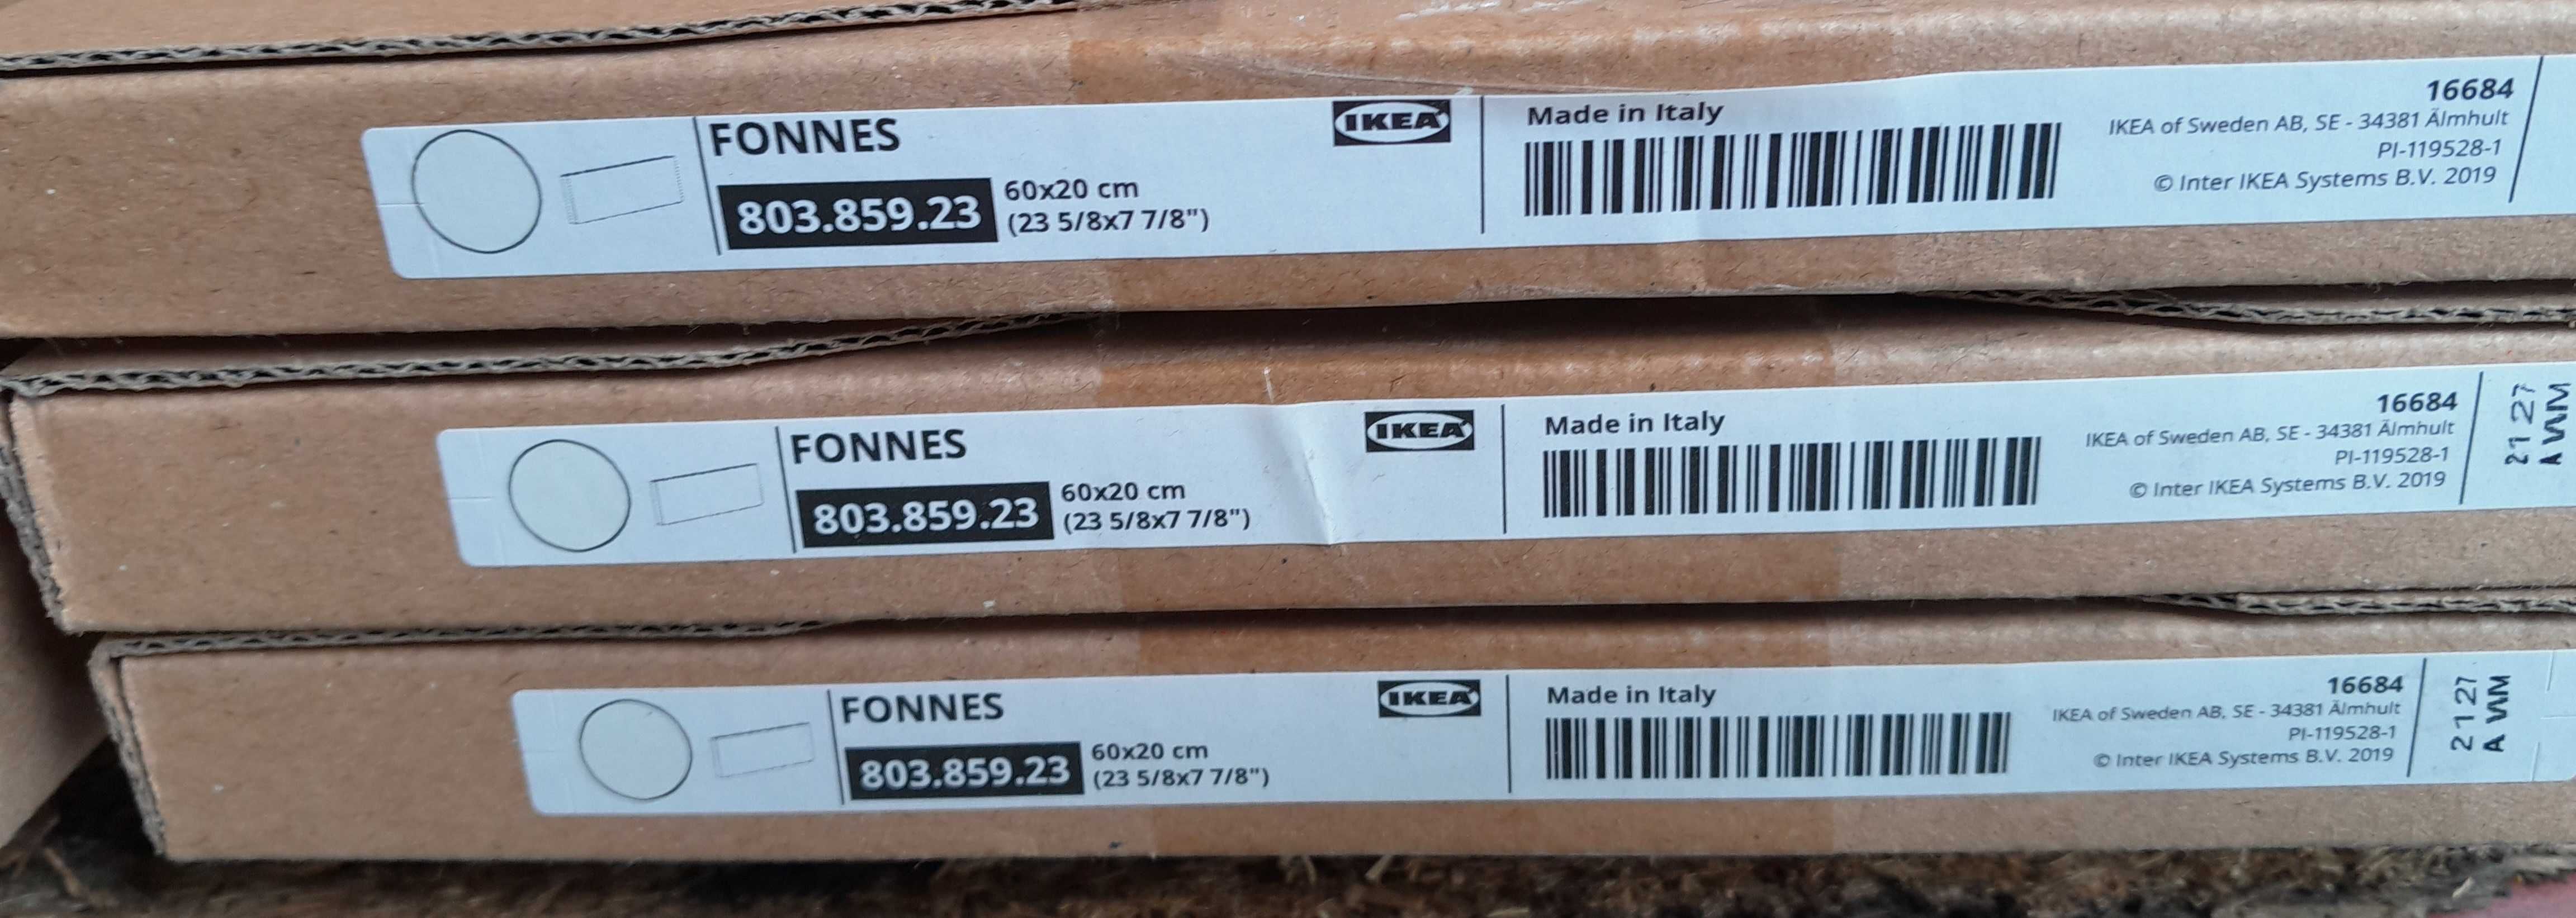 FONNES
803.859.23
60x20 cm
(23 5/8x7 7/8")
IKEA
Made in Italy
16684
IKEA of Sweden AB, SE - 34381 Älmhult
PI-119528-1
© Inter IKEA Systems B.V. 2019
FONNES
803.859.23
60x20 cm
(23 5/8x7 7/8")
IKEA
Made in Italy
16684
IKEA of Sweden AB, SE - 34381 Älmhult
PI-119528-1
© Inter IKEA Systems B.V. 2019
2127
FONNES
803.859.23
60x20 cm
(23 5/8x7 7/8")
IKEA
Made in Italy
16684
IKEA of Sweden AB, SE - 34381 Älmhult
PI-119528-1
© Inter IKEA Systems B.V. 2019
2127